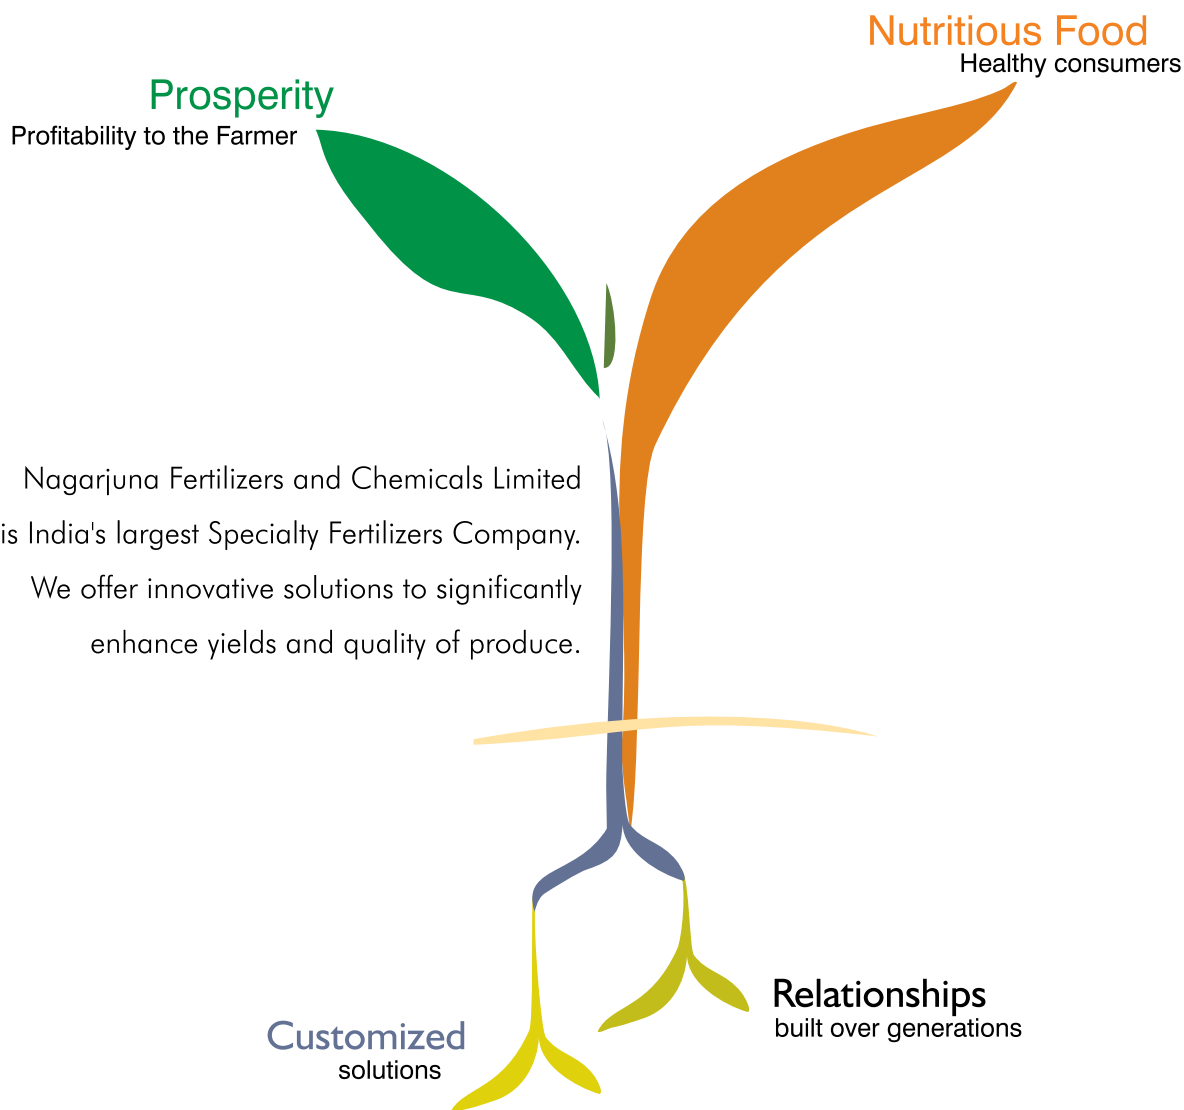 Nutritious Food
Healthy consumers
Prosperity
Profitability to the Farmer
Nagarjuna Fertilizers and Chemicals Limited
is India's largest Specialty Fertilizers Company.
We offer innovative solutions to significantly
enhance yields and quality of produce.
Relationships
built over generations
Customized
solutions